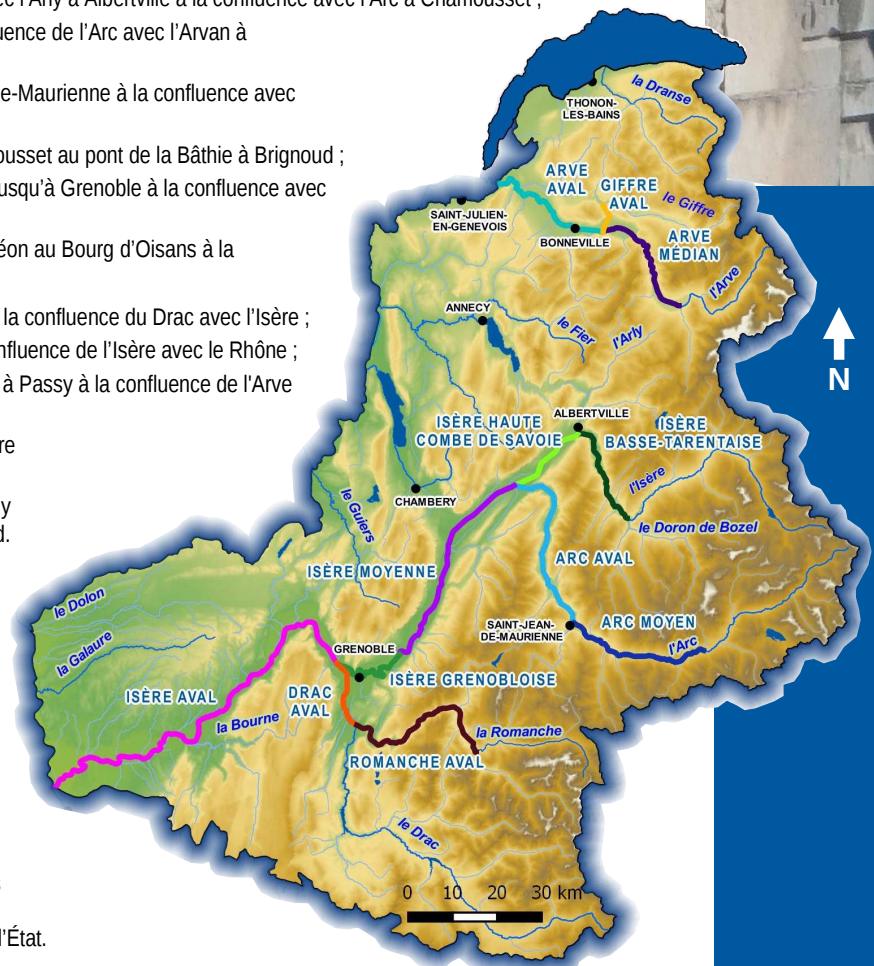 l'Arly à Albertville à la confluence avec l'Arc à Chamousset ;
uence de l'Arc avec l'Arvan à
e-Maurienne à la confluence avec
ousset au pont de la Bâthie à Brignoud ;
usqu'à Grenoble à la confluence avec
éon au Bourg d'Oisans à la
la confluence du Drac avec l'Isère ;
nfluence de l'Isère avec le Rhône ;
à Passy à la confluence de l'Arve
re
y
d.
l'État.
la Dranse
THONON-
LES-BAINS
ARVE
AVAL
GIFFRE
AVAL
le Giffre
SAINT-JULIEN-
EN-GENEVOIS
BONNEVILLE
ARVE
MÉDIAN
l'Arve
ANNECY
le Fier
l'Arly
N
ISÈRE HAUTE
COMBE DE SAVOIE
ALBERTVILLE
ISÈRE
BASSE-TARENTAISE
l'Isère
CHAMBERY
le Guiers
le Doron de Bozel
ISÈRE MOYENNE
ARC AVAL
le Dolon
la Galaure
SAINT-JEAN-
DE-MAURIENNE
ARC MOYEN
l'Arc
GRENOBLE
ISÈRE GRENOBLOISE
ISÈRE AVAL
DRAC
AVAL
la Bourne
la Romanche
ROMANCHE AVAL
le Drac
0 10 20 30 km